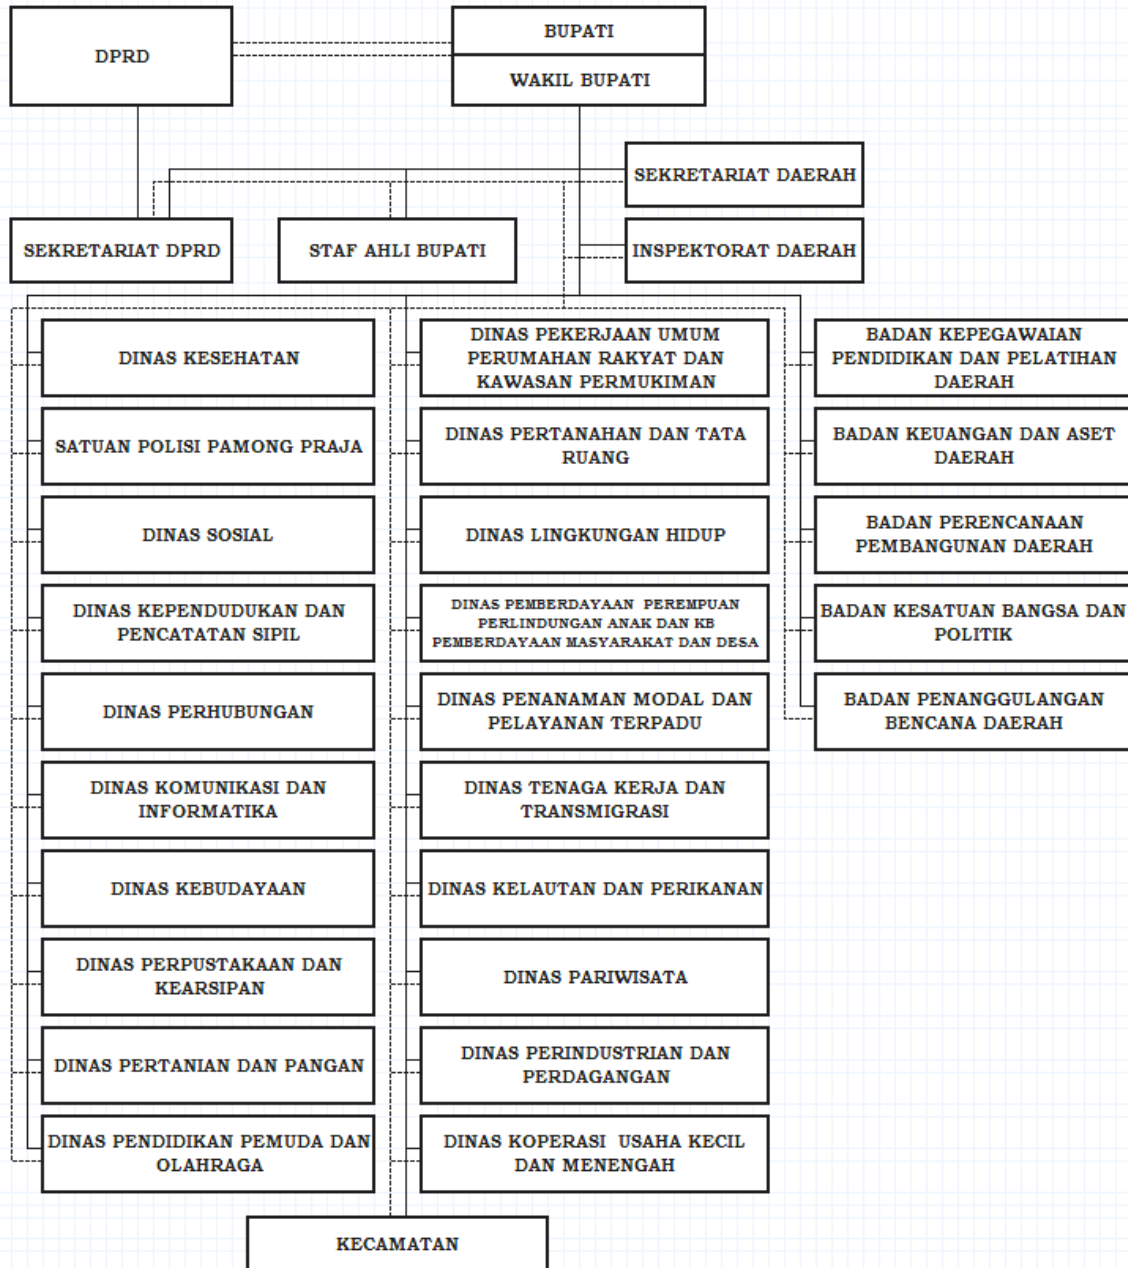 DPRD
BUPATI
WAKIL BUPATI
SEKRETARIAT DAERAH
SEKRETARIAT DPRD
STAF AHLI BUPATI
INSPEKTORAT DAERAH
DINAS KESEHATAN
SATUAN POLISI PAMONG PRAJA
DINAS SOSIAL
DINAS KEPENDUDUKAN DAN
PENCATATAN SIPIL
DINAS PERHUBUNGAN
DINAS KOMUNIKASI DAN
INFORMATIKA
DINAS KEBUDAYAAN
DINAS PERPUSTAKAAN DAN
KEARSIPAN
DINAS PERTANIAN DAN PANGAN
DINAS PENDIDIKAN PEMUDA DAN
OLAHRAGA
DINAS PEKERJAAN UMUM
PERUMAHAN RAKYAT DAN
KAWASAN PERMUKIMAN
DINAS PERTANAHAN DAN TATA
RUANG
DINAS LINGKUNGAN HIDUP
DINAS PEMBERDAYAAN PEREMPUAN
PERLINDUNGAN ANAK DAN KB
PEMBERDAYAAN MASYARAKAT DAN DESA
DINAS PENANAMAN MODAL DAN
PELAYANAN TERPADU
DINAS TENAGA KERJA DAN
TRANSMIGRASI
DINAS KELAUTAN DAN PERIKANAN
DINAS PARIWISATA
DINAS PERINDUSTRIAN DAN
PERDAGANGAN
DINAS KOPERASI USAHA KECIL
DAN MENENGAH
BADAN KEPEGAWAIAN
PENDIDIKAN DAN PELATIHAN
DAERAH
BADAN KEUANGAN DAN ASET
DAERAH
BADAN PERENCANAAN
PEMBANGUNAN DAERAH
BADAN KESATUAN BANGSA DAN
POLITIK
BADAN PENANGGULANGAN
BENCANA DAERAH
KECAMATAN